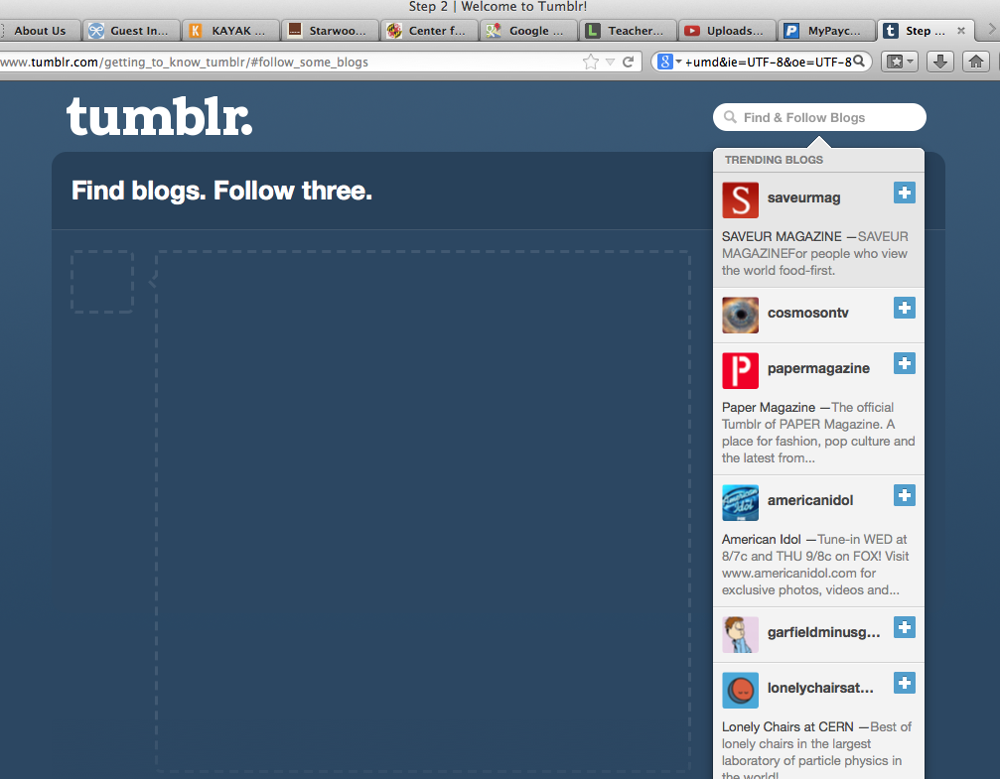 Step 2 | Welcome to Tumblr!
About Us
Guest In...
KAYAK ...
Starwoo...
Center f...
Google ...
Teacher...
Uploads...
MyPayc...
Step ...
www.tumblr.com/getting_to_know_tumblr/#follow_some_blogs
+umd&ie=UTF-8&oe=UTF-8
tumblr.
Find & Follow Blogs
Find blogs. Follow three.
TRENDING BLOGS
saveurmag
SAVEUR MAGAZINE —SAVEUR
MAGAZINEFor people who view
the world food-first.
cosmosontv
papermagazine
Paper Magazine —The official
Tumblr of PAPER Magazine. A
place for fashion, pop culture and
the latest from...
americanidol
American Idol —Tune-in WED at
8/7c and THU 9/8c on FOX! Visit
www.americanidol.com for
exclusive photos, videos and...
garfieldminusg...
lonelychairsat...
Lonely Chairs at CERN —Best of
lonely chairs in the largest
laboratory of particle physics in
the world!